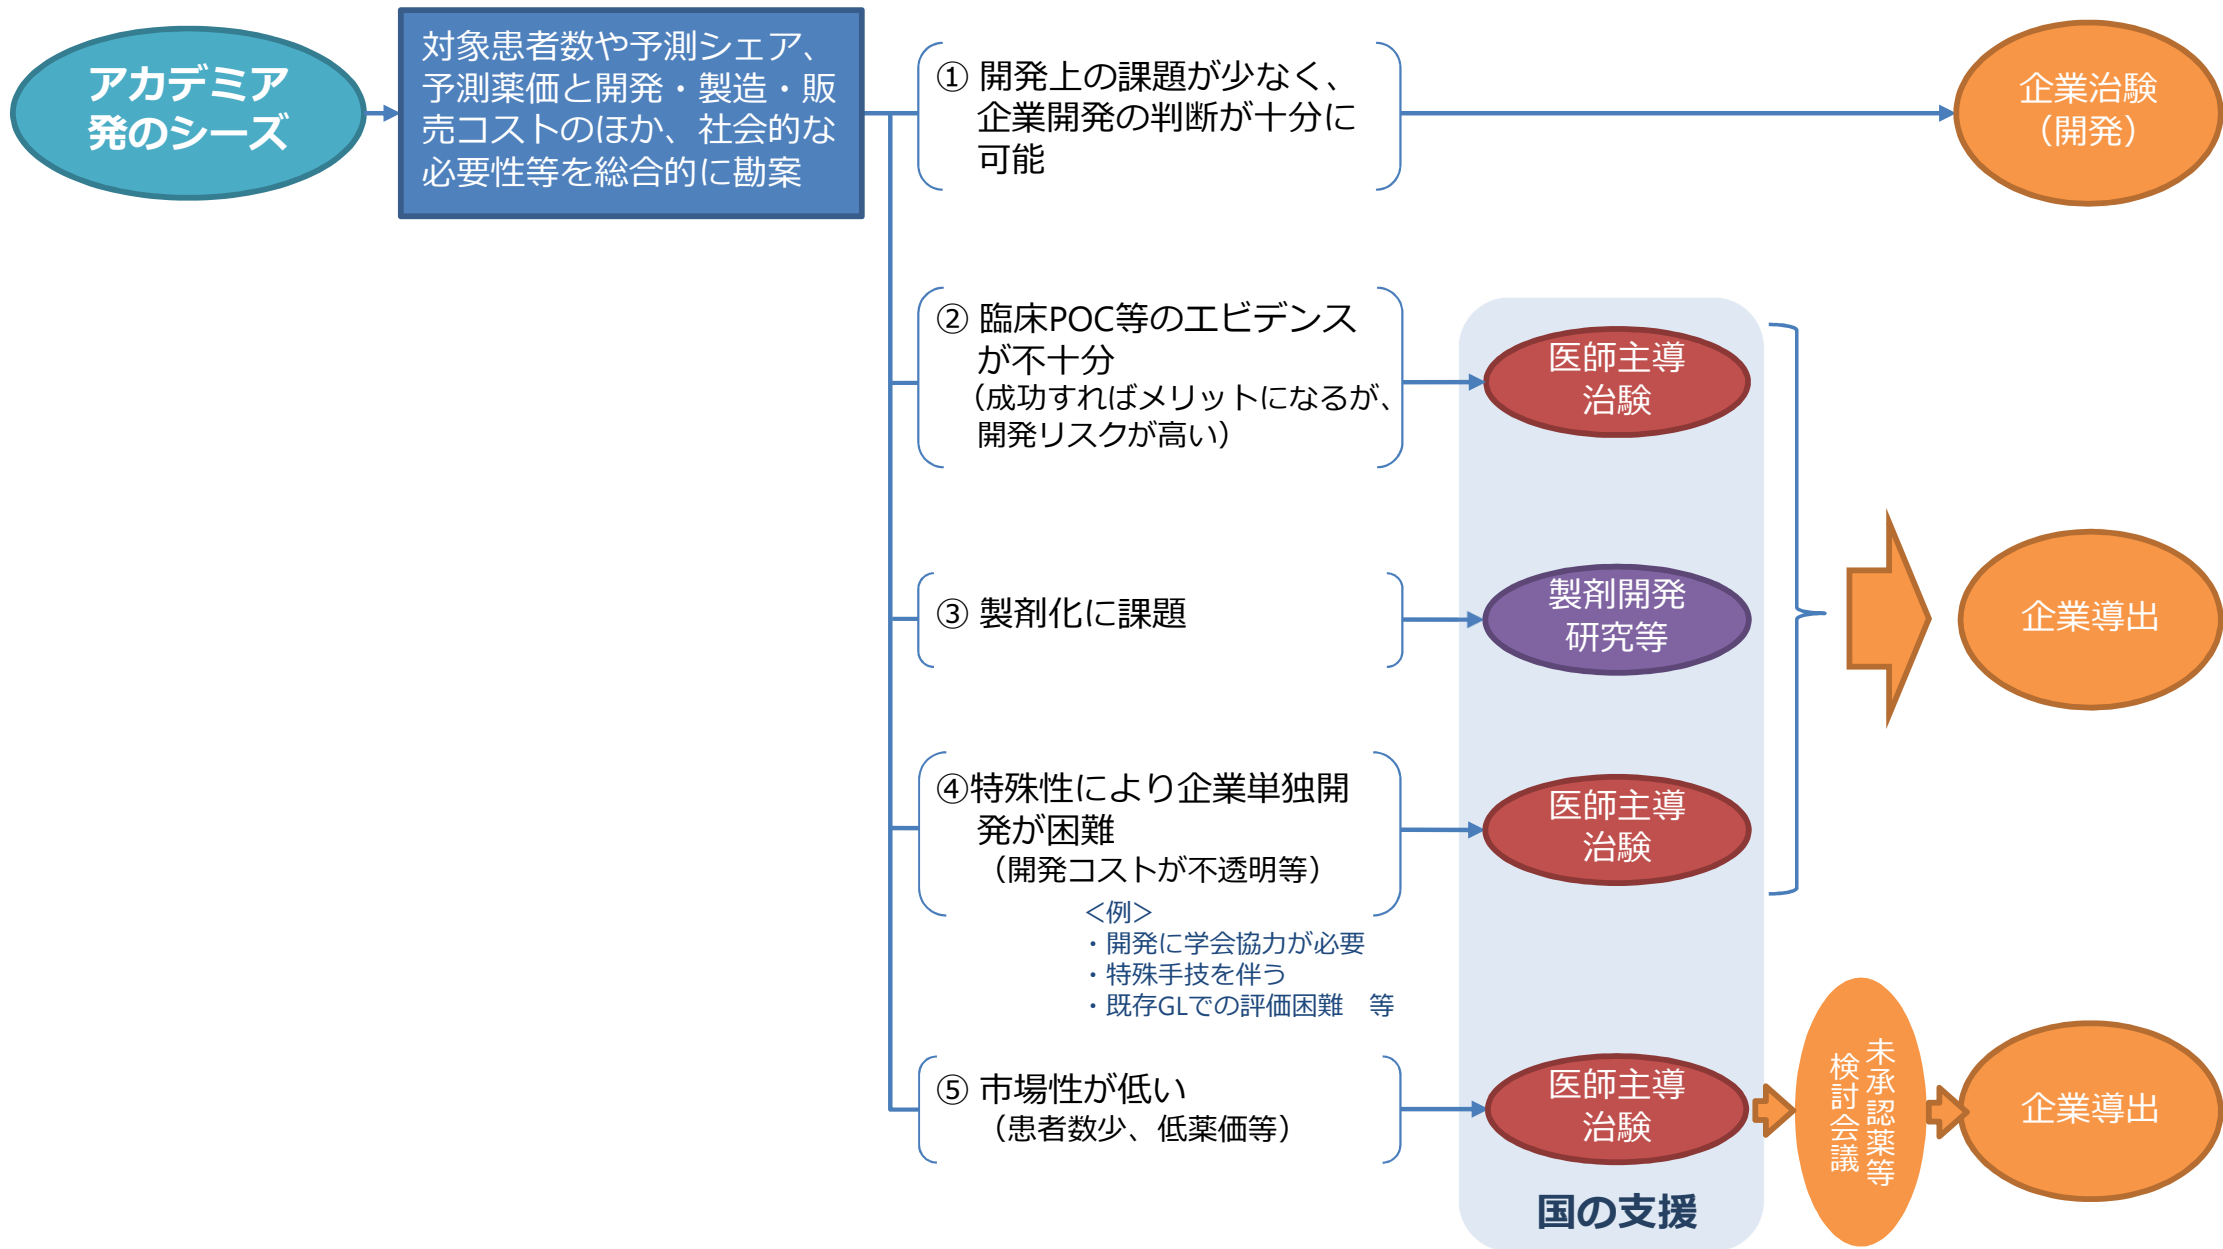 アカデミア
発のシーズ
対象患者数や予測シェア、
予測薬価と開発・製造・販
売コストのほか、社会的な
必要性等を総合的に勘案
① 開発上の課題が少なく、
企業開発の判断が十分に
可能
企業治験
（開発）
② 臨床POC等のエビデンス
が不十分
（成功すればメリットになるが、
開発リスクが高い）
医師主導
治験
③ 製剤化に課題
製剤開発
研究等
企業導出
④特殊性により企業単独開
発が困難
（開発コストが不透明等）
＜例＞
・開発に学会協力が必要
・特殊手技を伴う
・既存GLでの評価困難　等
医師主導
治験
⑤ 市場性が低い
（患者数少、低薬価等）
医師主導
治験
未承認薬等
検討会議
企業導出
国の支援